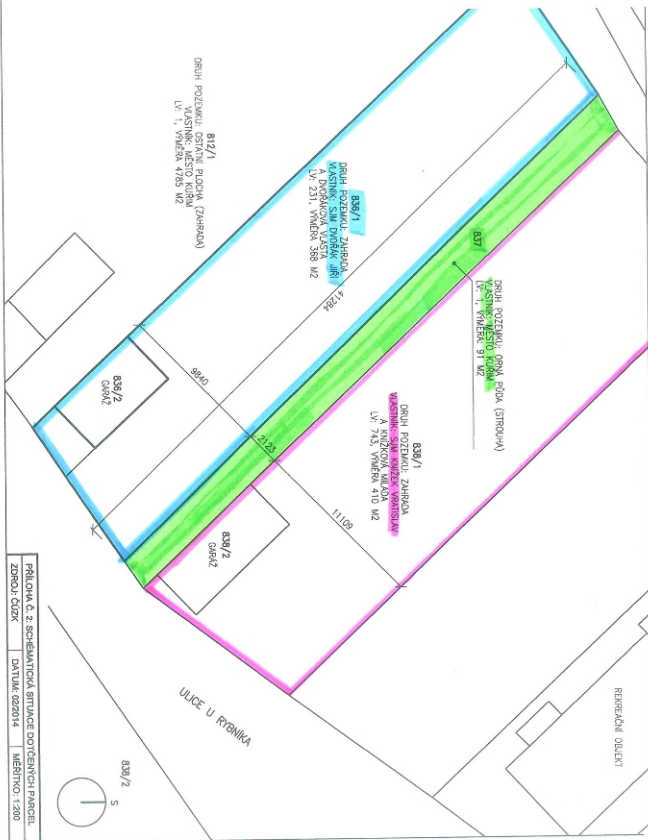 812/1
DRUH POZEMKU: OSTATNÍ PLOCHA (ZAHRADA)
VLASTNÍK: MĚSTO KUŘIM
LV: 1, VÝMĚRA 4785 M2
836/1
DRUH POZEMKU: ZAHRADA
VLASTNÍK: SJM DVOŘÁK JIŘÍ
A DVOŘÁKOVÁ VLASTA
LV: 231, VÝMĚRA 368 M2
837
DRUH POZEMKU: ORNÁ PŮDA (STROUHA)
VLASTNÍK: MĚSTO KUŘIM
LV: 1, VÝMĚRA: 91 M2
838/1
DRUH POZEMKU: ZAHRADA
VLASTNÍK: SJM KNÍŽEK VRATISLAV
A KNÍŽKOVÁ MILADA
LV: 743, VÝMĚRA 410 M2
41284
9840
2123
11109
836/2
GARÁŽ
838/2
GARÁŽ
REKREAČNÍ OBJEKT
ULICE U RYBNÍKA
838/2
S
PŘÍLOHA Č. 2: SCHÉMATICKÁ SITUACE DOTČENÝCH PARCEL
ZDROJ: ČÚZK
DATUM: 02/2014
MĚŘÍTKO: 1:200